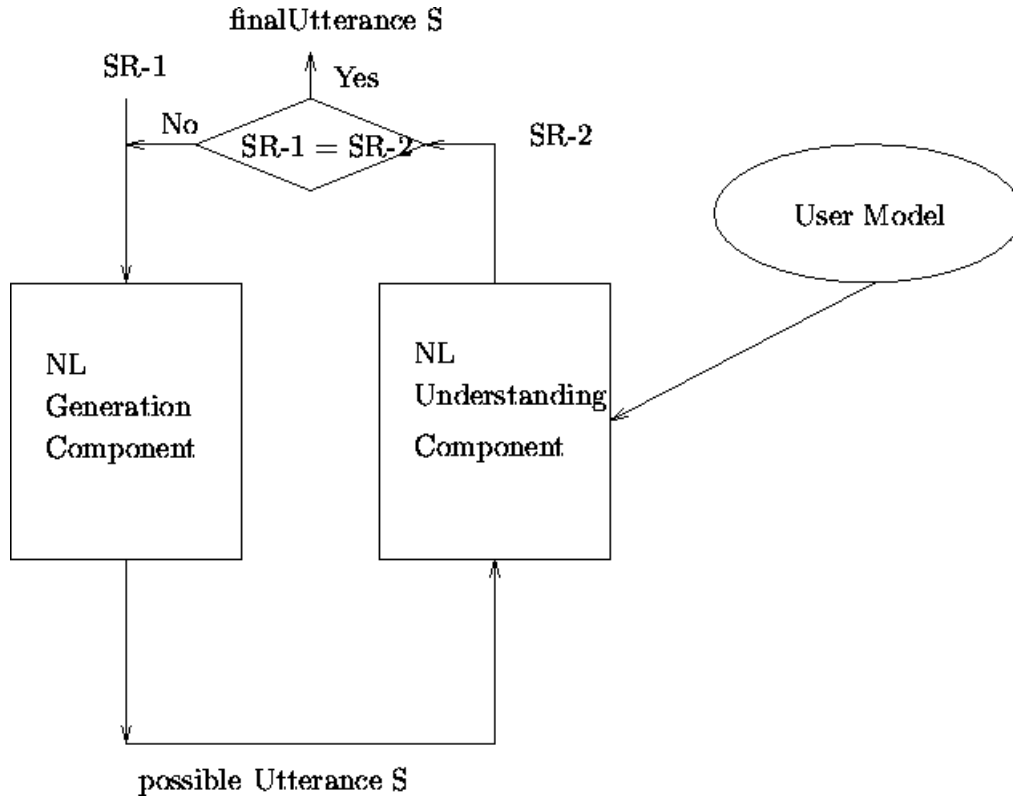 finalUtterance S
SR-1
Yes
No
SR-1 = SR-2
SR-2
User Model
NL
Generation
Component
NL
Understanding
Component
possible Utterance S